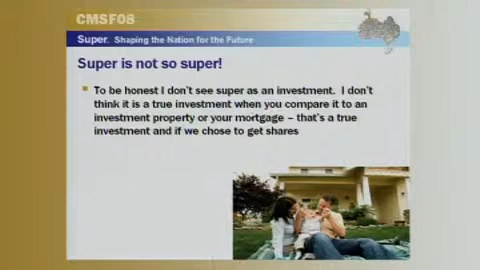 CMSF08
Super. Shaping the Nation for the Future
Super is not so super!
To be honest I don't see super as an investment. I don't
think it is a true investment when you compare it to an
investment property or your mortgage – that's a true
investment and if we chose to get shares